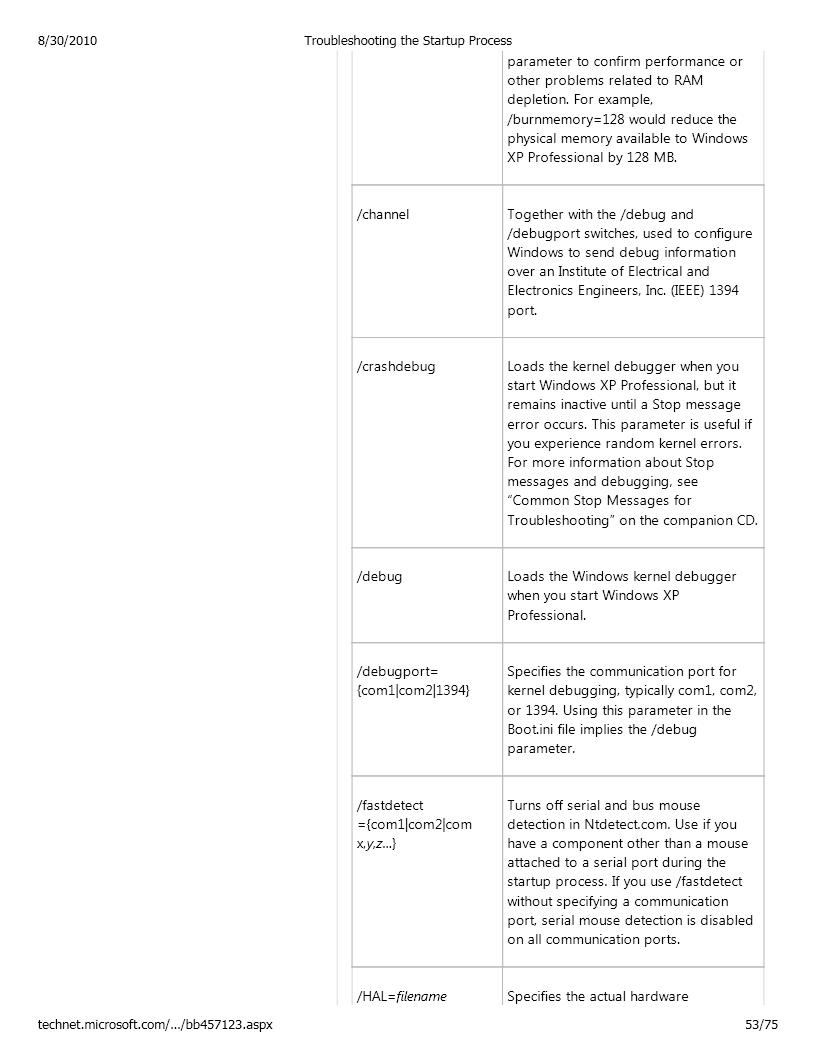 8/30/2010 Troubleshooting the Startup Process
parameter to confirm performance or
other problems related to RAM
depletion. For example,
/burnmemory=128 would reduce the
physical memory available to Windows
XP Professional by 128 MB.
/channel
Together with the /debug and
/debugport switches, used to configure
Windows to send debug information
over an Institute of Electrical and
Electronics Engineers, Inc. (IEEE) 1394
port.
/crashdebug
Loads the kernel debugger when you
start Windows XP Professional, but it
remains inactive until a Stop message
error occurs. This parameter is useful if
you experience random kernel errors.
For more information about Stop
messages and debugging, see
“Common Stop Messages for
Troubleshooting” on the companion CD.
/debug
Loads the Windows kernel debugger
when you start Windows XP
Professional.
/debugport=
{com1|com2|1394}
Specifies the communication port for
kernel debugging, typically com1, com2,
or 1394. Using this parameter in the
Boot.ini file implies the /debug
parameter.
/fastdetect
={com1|com2|com
x,y,z...}
Turns off serial and bus mouse
detection in Ntdetect.com. Use if you
have a component other than a mouse
attached to a serial port during the
startup process. If you use /fastdetect
without specifying a communication
port, serial mouse detection is disabled
on all communication ports.
/HAL=filename
Specifies the actual hardware
technet.microsoft.com/.../bb457123.aspx 53/75